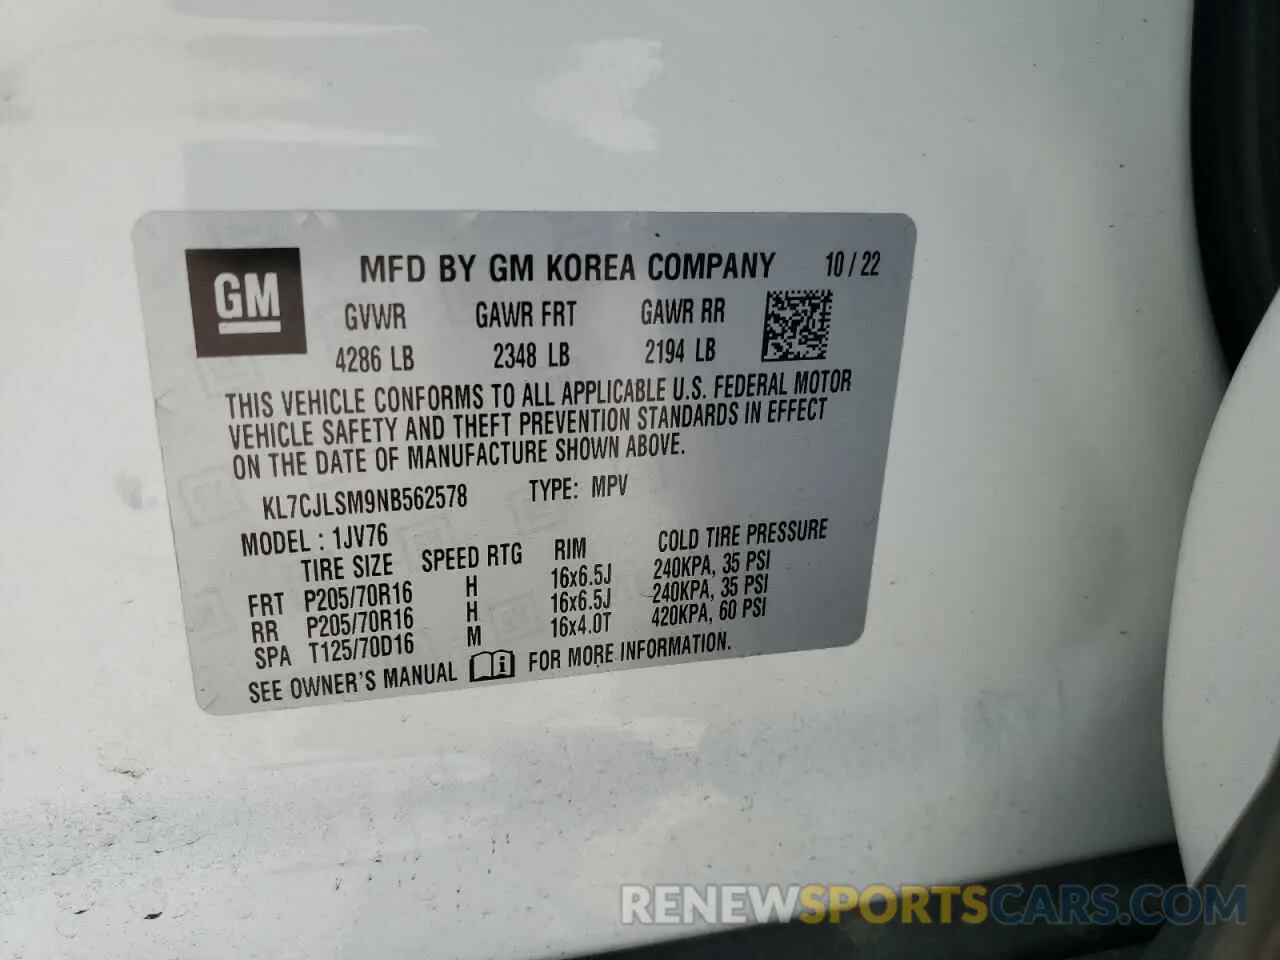 GM
MFD BY GM KOREA COMPANY 10 / 22
GVWR GAWR FRT GAWR RR
4286 LB 2348 LB 2194 LB
THIS VEHICLE CONFORMS TO ALL APPLICABLE U.S. FEDERAL MOTOR
VEHICLE SAFETY AND THEFT PREVENTION STANDARDS IN EFFECT
ON THE DATE OF MANUFACTURE SHOWN ABOVE.
KL7CJLSM9NB562578 TYPE: MPV
MODEL : 1JV76
TIRE SIZE SPEED RTG RIM COLD TIRE PRESSURE
FRT P205/70R16 H 16x6.5J 240KPA, 35 PSI
RR P205/70R16 H 16x6.5J 240KPA, 35 PSI
SPA T125/70D16 M 16x4.0T 420KPA, 60 PSI
SEE OWNER'S MANUAL FOR MORE INFORMATION.
RENEWSPORTSCARS.COM